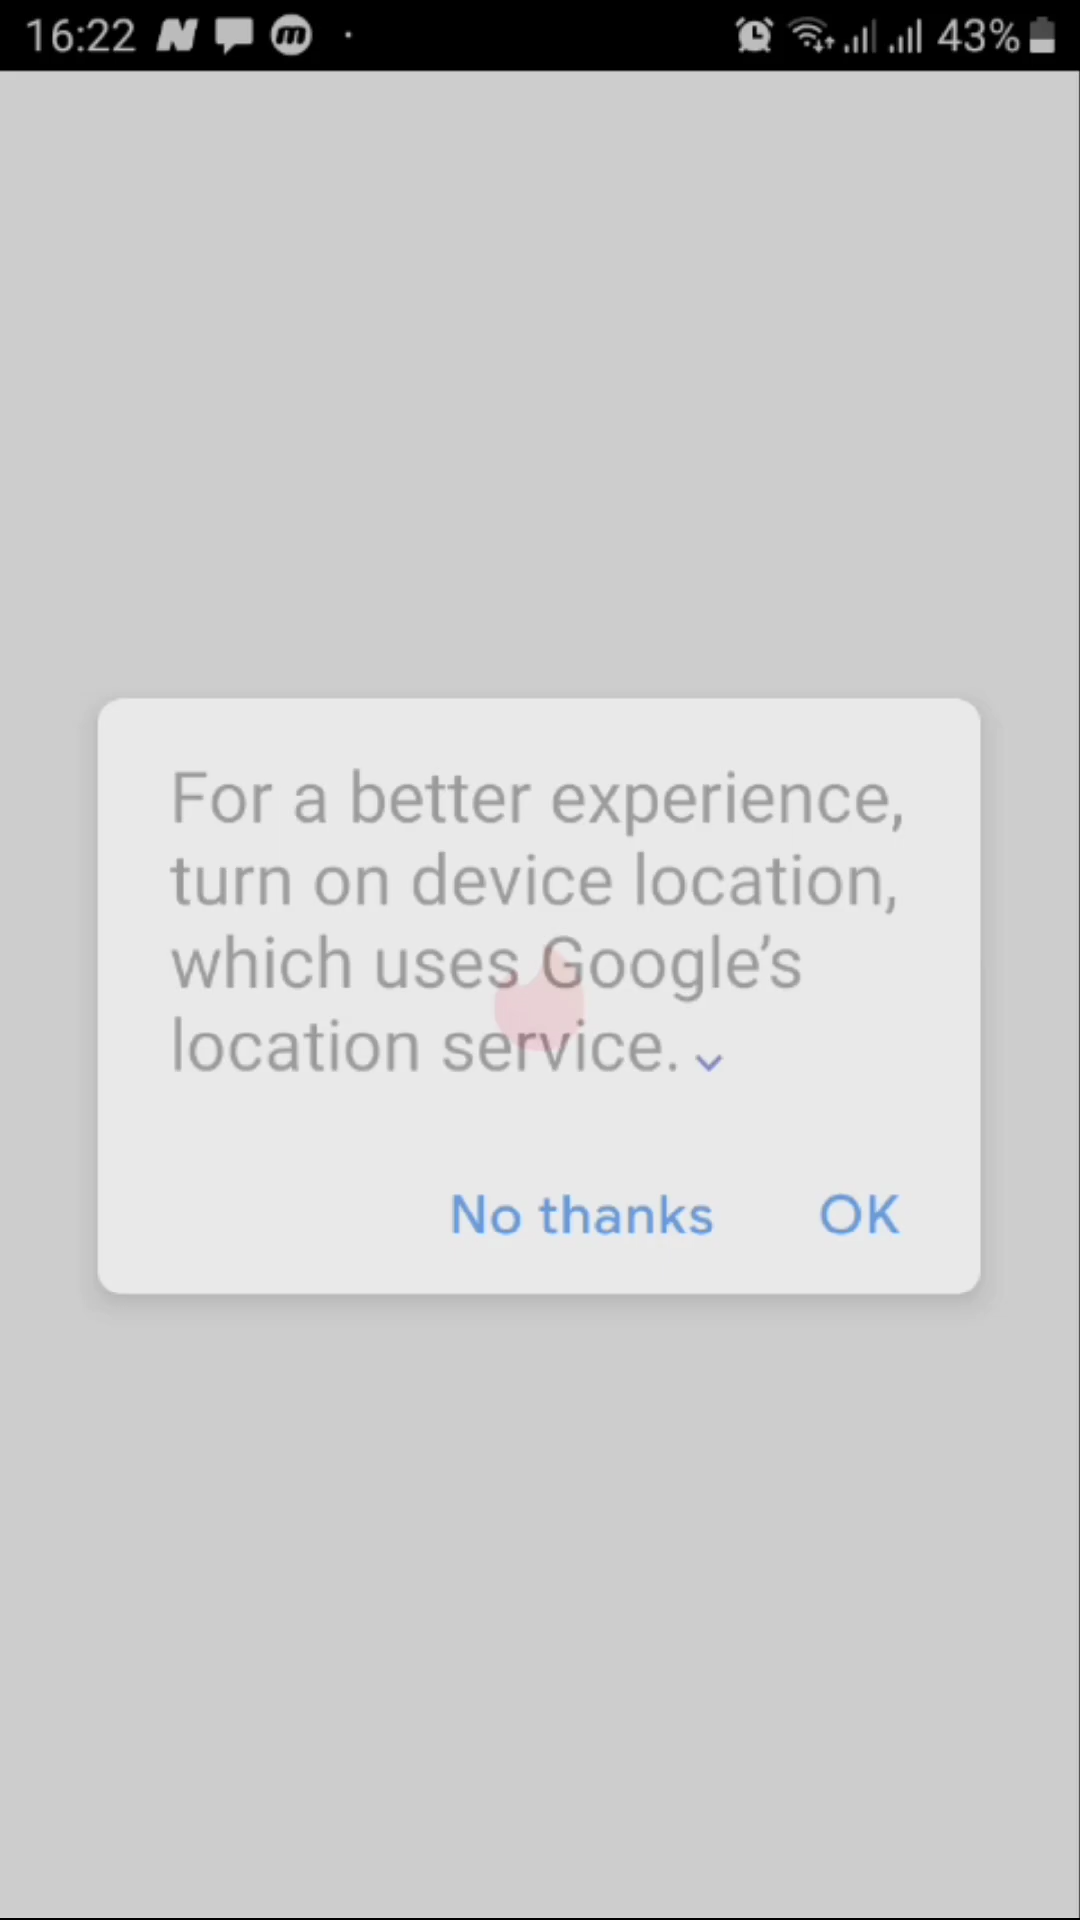 16:22
43%
For a better experience,
turn on device location,
which uses Google’s
location service.
No thanks
OK